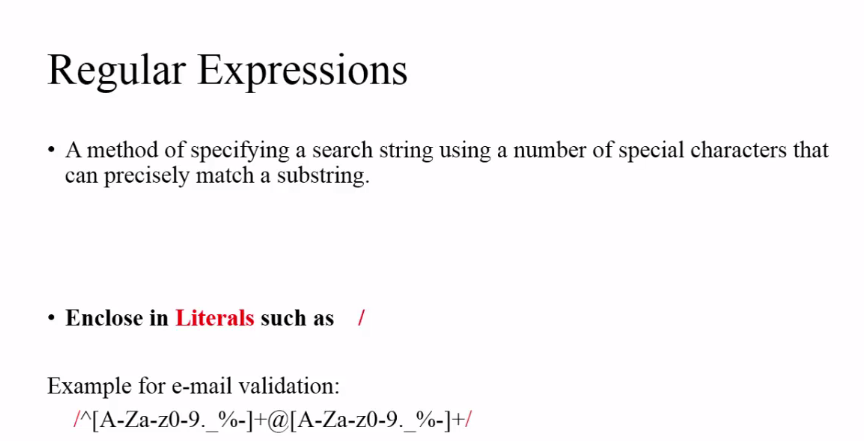 Regular Expressions
• A method of specifying a search string using a number of special characters that
can precisely match a substring.
• Enclose in Literals such as /
Example for e-mail validation:
/^[A-Za-z0-9._%-]+@[A-Za-z0-9._%-]+/